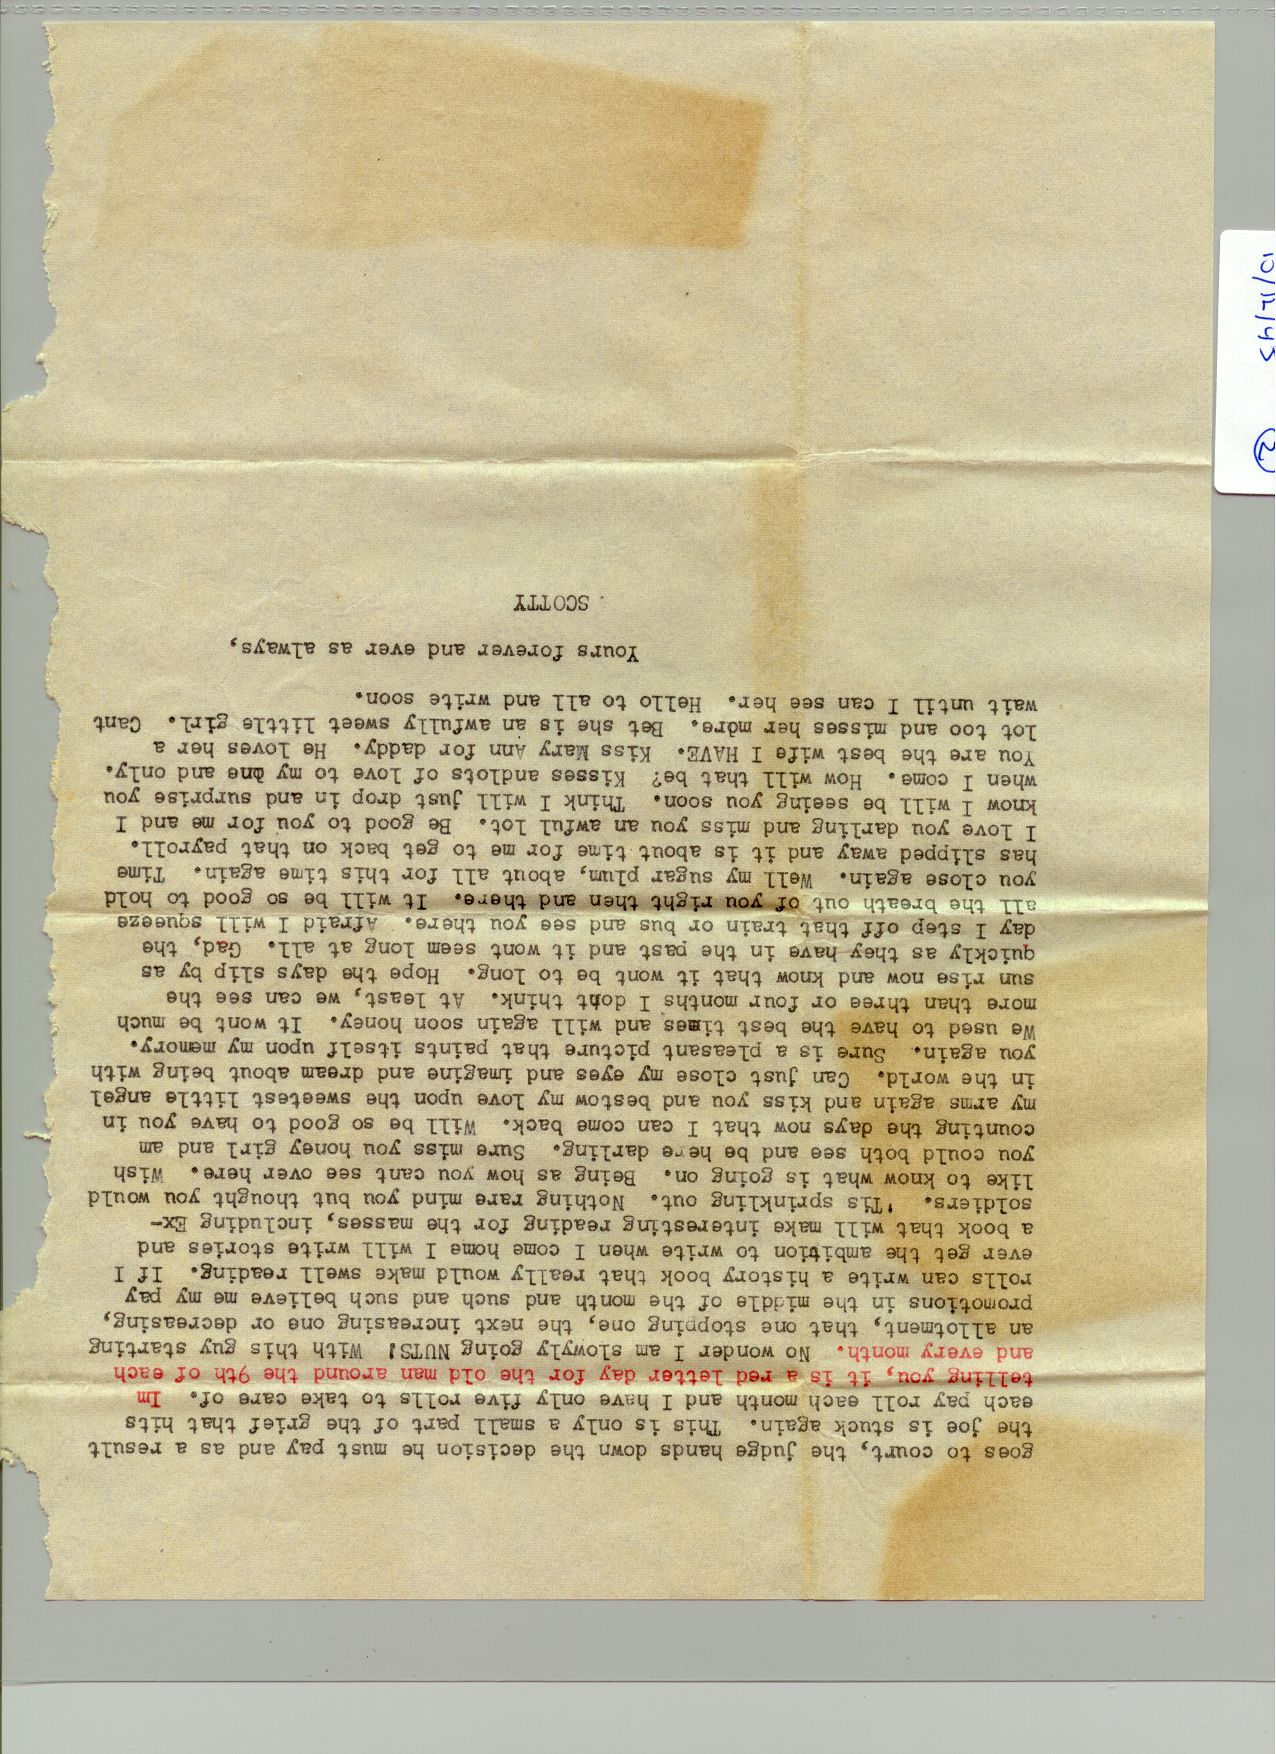 goes to court, the judge hands down the decision he must pay and as a result
the joe is stuck again.  This is only a small part of the grief that hits
each pay roll each month and I have only five rolls to take care of.  Im
telling you, it is a red letter day for the old man around the 9th of each
and every month.  No wonder I am slowyly going NUTS!  With this guy starting
an allotment, that one stopping one, the next increasing one or decreasing,
promotions in the middle of the month and such and such believe me my pay
rolls can write a history book that really would make swell reading.  If I
ever get the ambition to write when I come home I will write stories and
a book that will make interesting reading for the masses, including Ex-
soldiers.  'Tis sprinkling out.  Nothing rare mind you but thought you would
like to know what is going on.  Being as how you cant see over here.  Wish
you could both see and be here darling.  Sure miss you honey girl and am
counting the days now that I can come back.  Will be so good to have you in
my arms again and kiss you and bestow my love upon the sweetest little angel
in the world.  Can just close my eyes and imagine and dream about being with
you again.  Sure is a pleasant picture that paints itself upon my memory.
We used to have the best times and will again soon honey.  It wont be much
more than three or four months I dont think.  At least, we can see the
sun rise now and know that it wont be to long.  Hope the days slip by as
quickly as they have in the past and it wont seem long at all.  Gad, the
day I step off that train or bus and see you there.  Afraid I will squeeze
all the breath out of you right then and there.  It will be so good to hold
you close again.  Well my sugar plum, about all for this time again.  Time
has slipped away and it is about time for me to get back on that payroll.
I love you darling and miss you an awful lot.  Be good to you for me and I
know I will be seeing you soon.  Think I will just drop in and surprise you
when I come.  How will that be?  Kisses andlots of love to my one and only.
You are the best wife I HAVE.  Kiss Mary Ann for daddy.  He loves her a
lot too and misses her more.  Bet she is an awfully sweet little girl.  Cant
wait until I can see her.  Hello to all and write soon.
Yours forever and ever as always,
SCOTTY
2